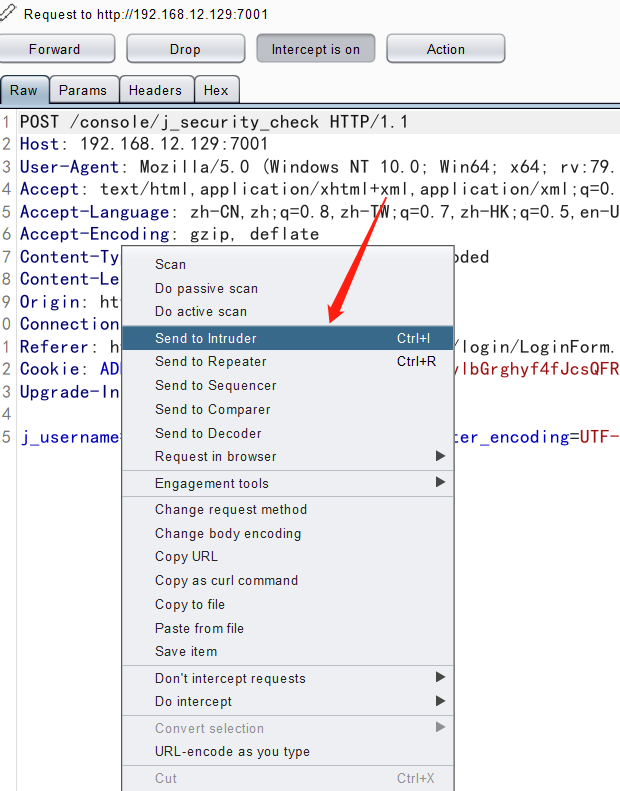 Request to http://192.168.12.129:7001
Forward Drop Intercept is on Action
Raw Params Headers Hex
1 POST /console/j_security_check HTTP/1.1
2 Host: 192.168.12.129:7001
3 User-Agent: Mozilla/5.0 (Windows NT 10.0; Win64; x64; rv:79.
4 Accept: text/html,application/xhtml+xml,application/xml;q=0.
5 Accept-Language: zh-CN,zh;q=0.8,zh-TW;q=0.7,zh-HK;q=0.5,en-U
6 Accept-Encoding: gzip, deflate
7 Content-Ty oded
8 Content-Le
9 Origin: ht
0 Connection
1 Referer: h /login/LoginForm.
2 Cookie: AD ylbGrghyf4fJcsQFR
3 Upgrade-In
4
5 j_username= ter_encoding=UTF-
Scan
Do passive scan
Do active scan
Send to Intruder Ctrl+I
Send to Repeater Ctrl+R
Send to Sequencer
Send to Comparer
Send to Decoder
Request in browser
Engagement tools
Change request method
Change body encoding
Copy URL
Copy as curl command
Copy to file
Paste from file
Save item
Don't intercept requests
Do intercept
Convert selection
URL-encode as you type
Cut Ctrl+X